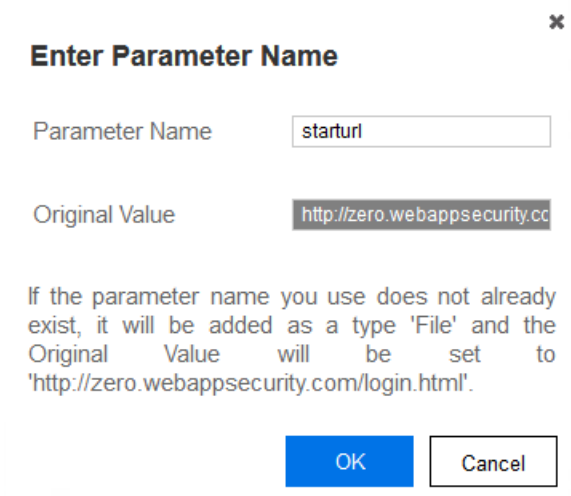 Enter Parameter Name
Parameter Name starturl
Original Value http://zero.webappsecurity.cc
If the parameter name you use does not already
exist, it will be added as a type 'File' and the
Original Value will be set to
'http://zero.webappsecurity.com/login.html'.
OK Cancel